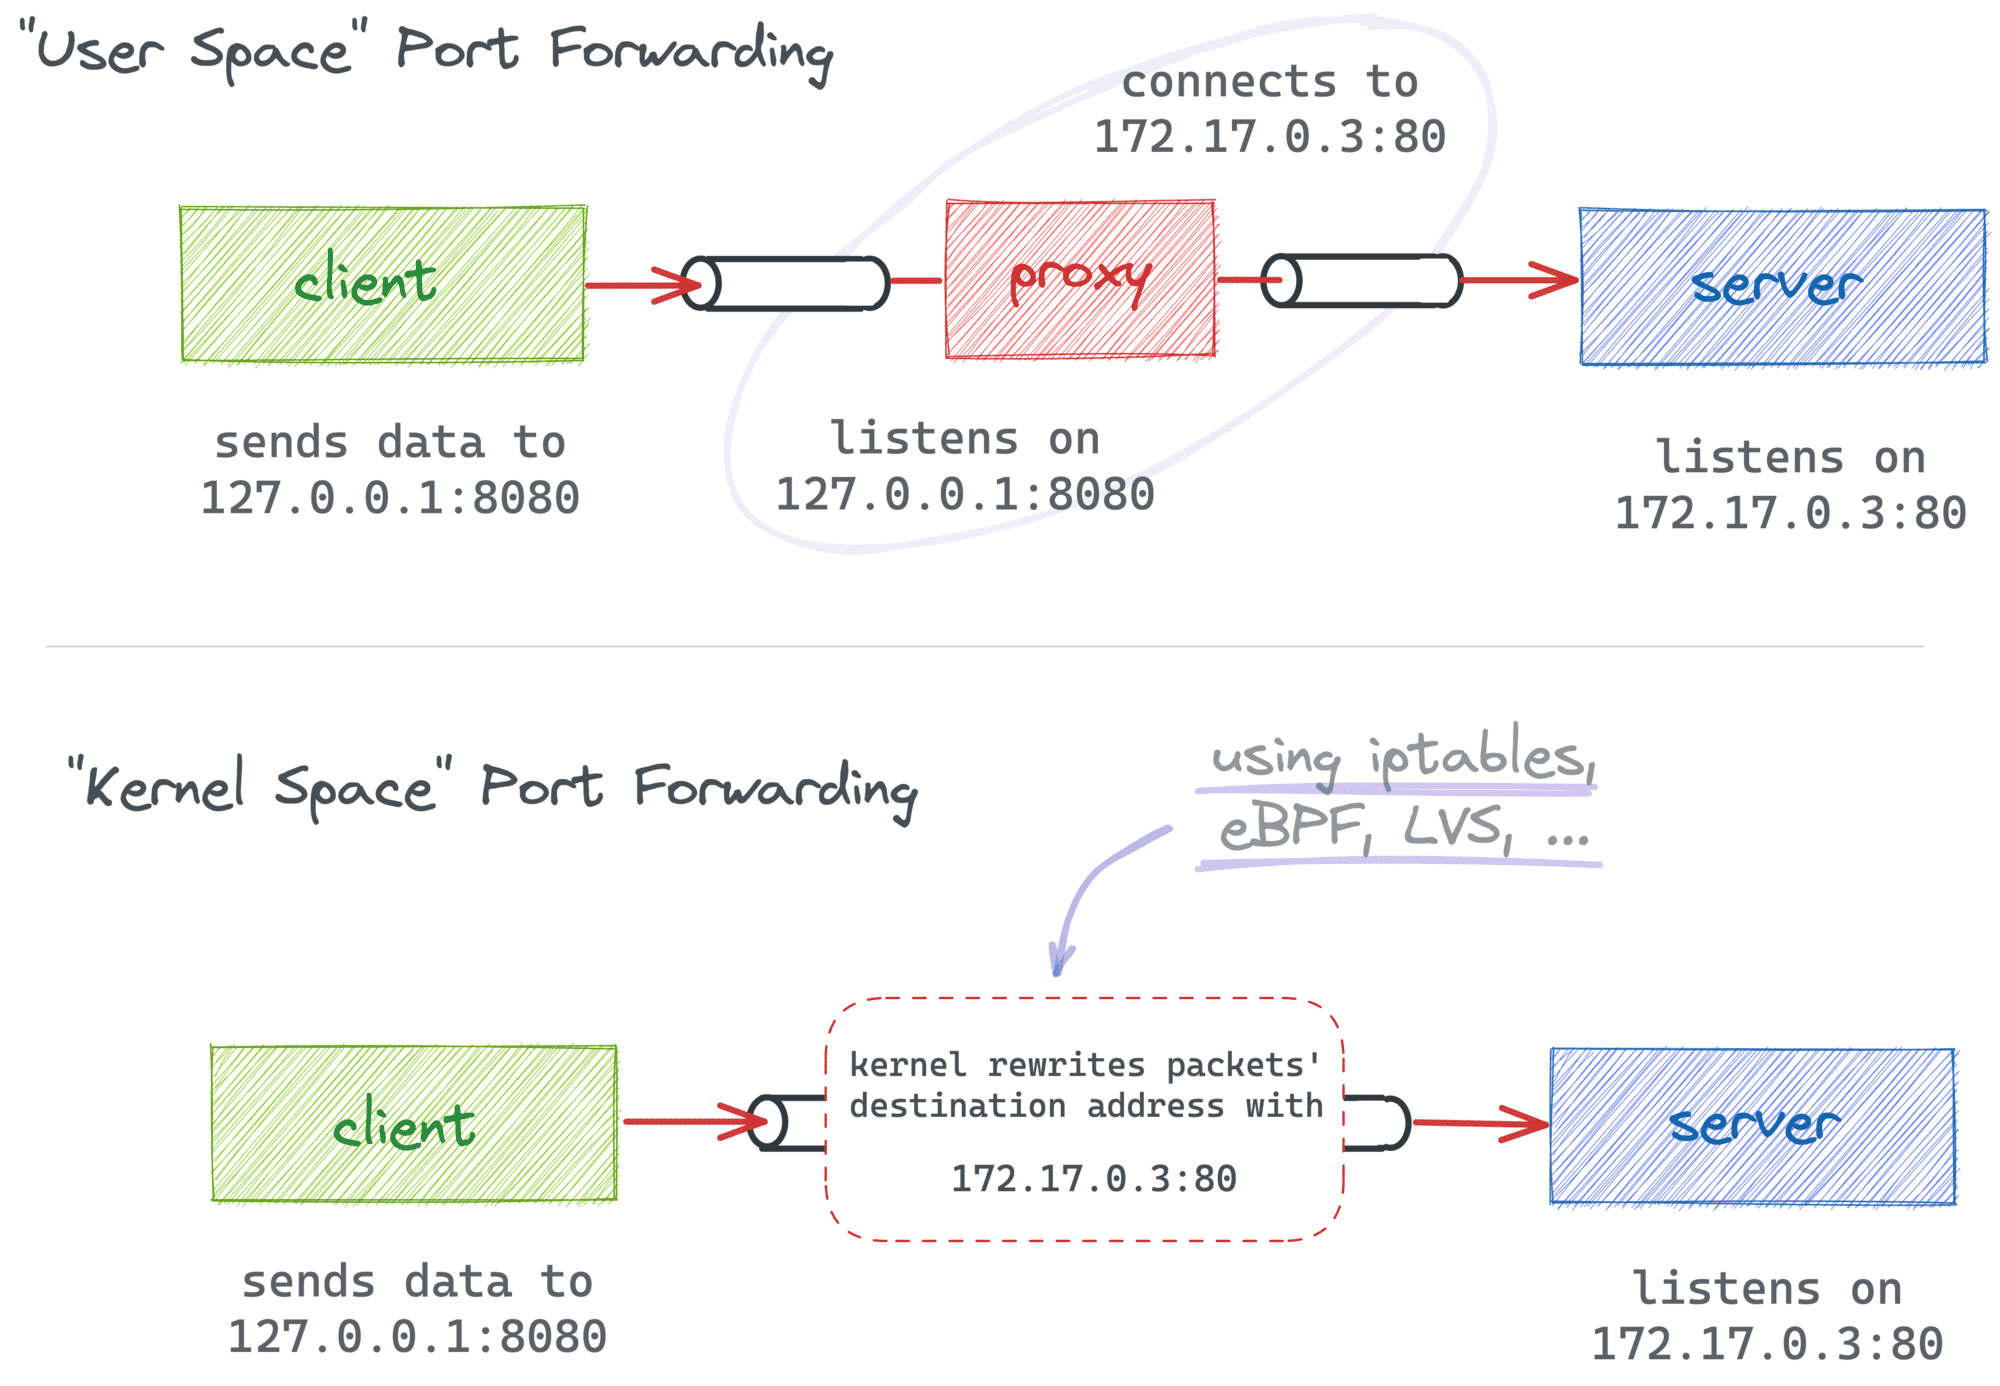 "User Space" Port Forwarding
connects to
172.17.0.3:80
client
proxy
server
sends data to
127.0.0.1:8080
listens on
127.0.0.1:8080
listens on
172.17.0.3:80
"Kernel Space" Port Forwarding
using iptables,
eBPF, LVS, ...
kernel rewrites packets'
destination address with
172.17.0.3:80
client
server
sends data to
127.0.0.1:8080
listens on
172.17.0.3:80